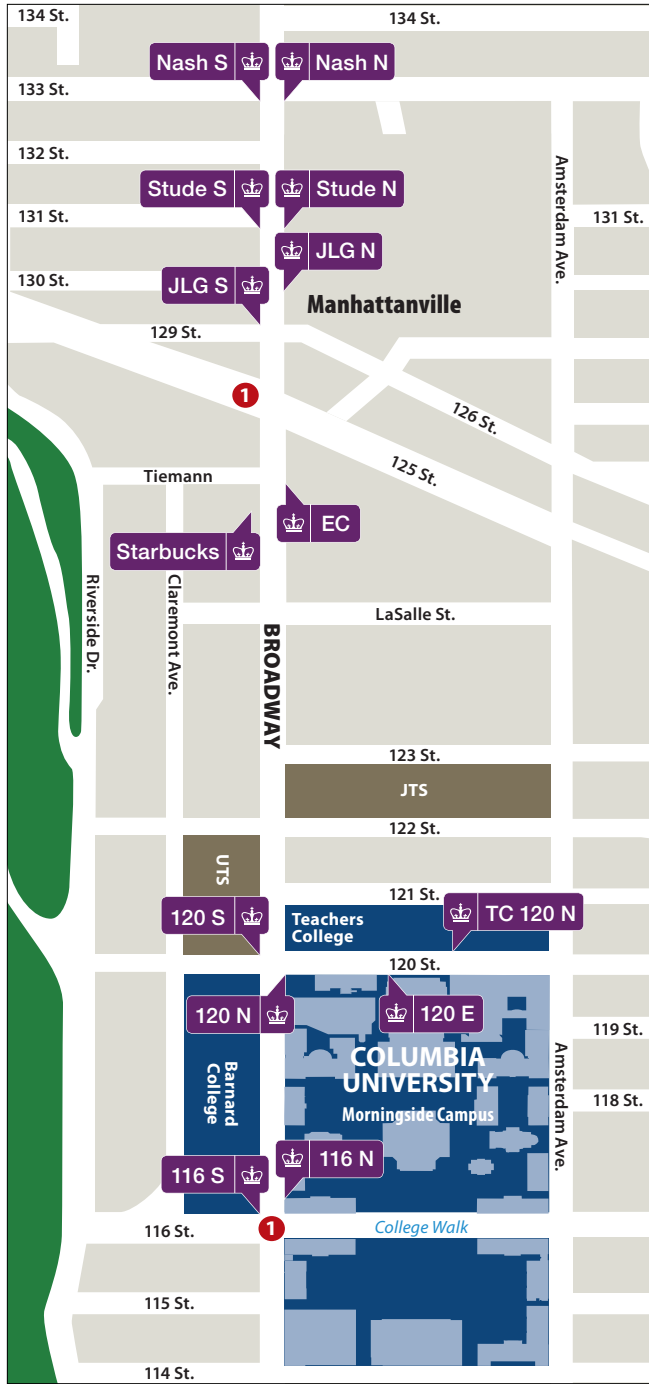 134 St.
134 St.
Nash S
Nash N
133 St.
132 St.
Amsterdam Ave.
Stude S
Stude N
131 St.
131 St.
JLG N
130 St.
JLG S
Manhattanville
129 St.
1
126 St.
125 St.
Tiemann
EC
Starbucks
Riverside Dr.
Claremont Ave.
LaSalle St.
BROADWAY
123 St.
JTS
122 St.
UTS
121 St.
120 S
Teachers
College
TC 120 N
120 St.
120 N
120 E
119 St.
Barnard
College
COLUMBIA
UNIVERSITY
Morningside Campus
Amsterdam Ave.
118 St.
116 N
116 S
116 St.
1
College Walk
115 St.
114 St.